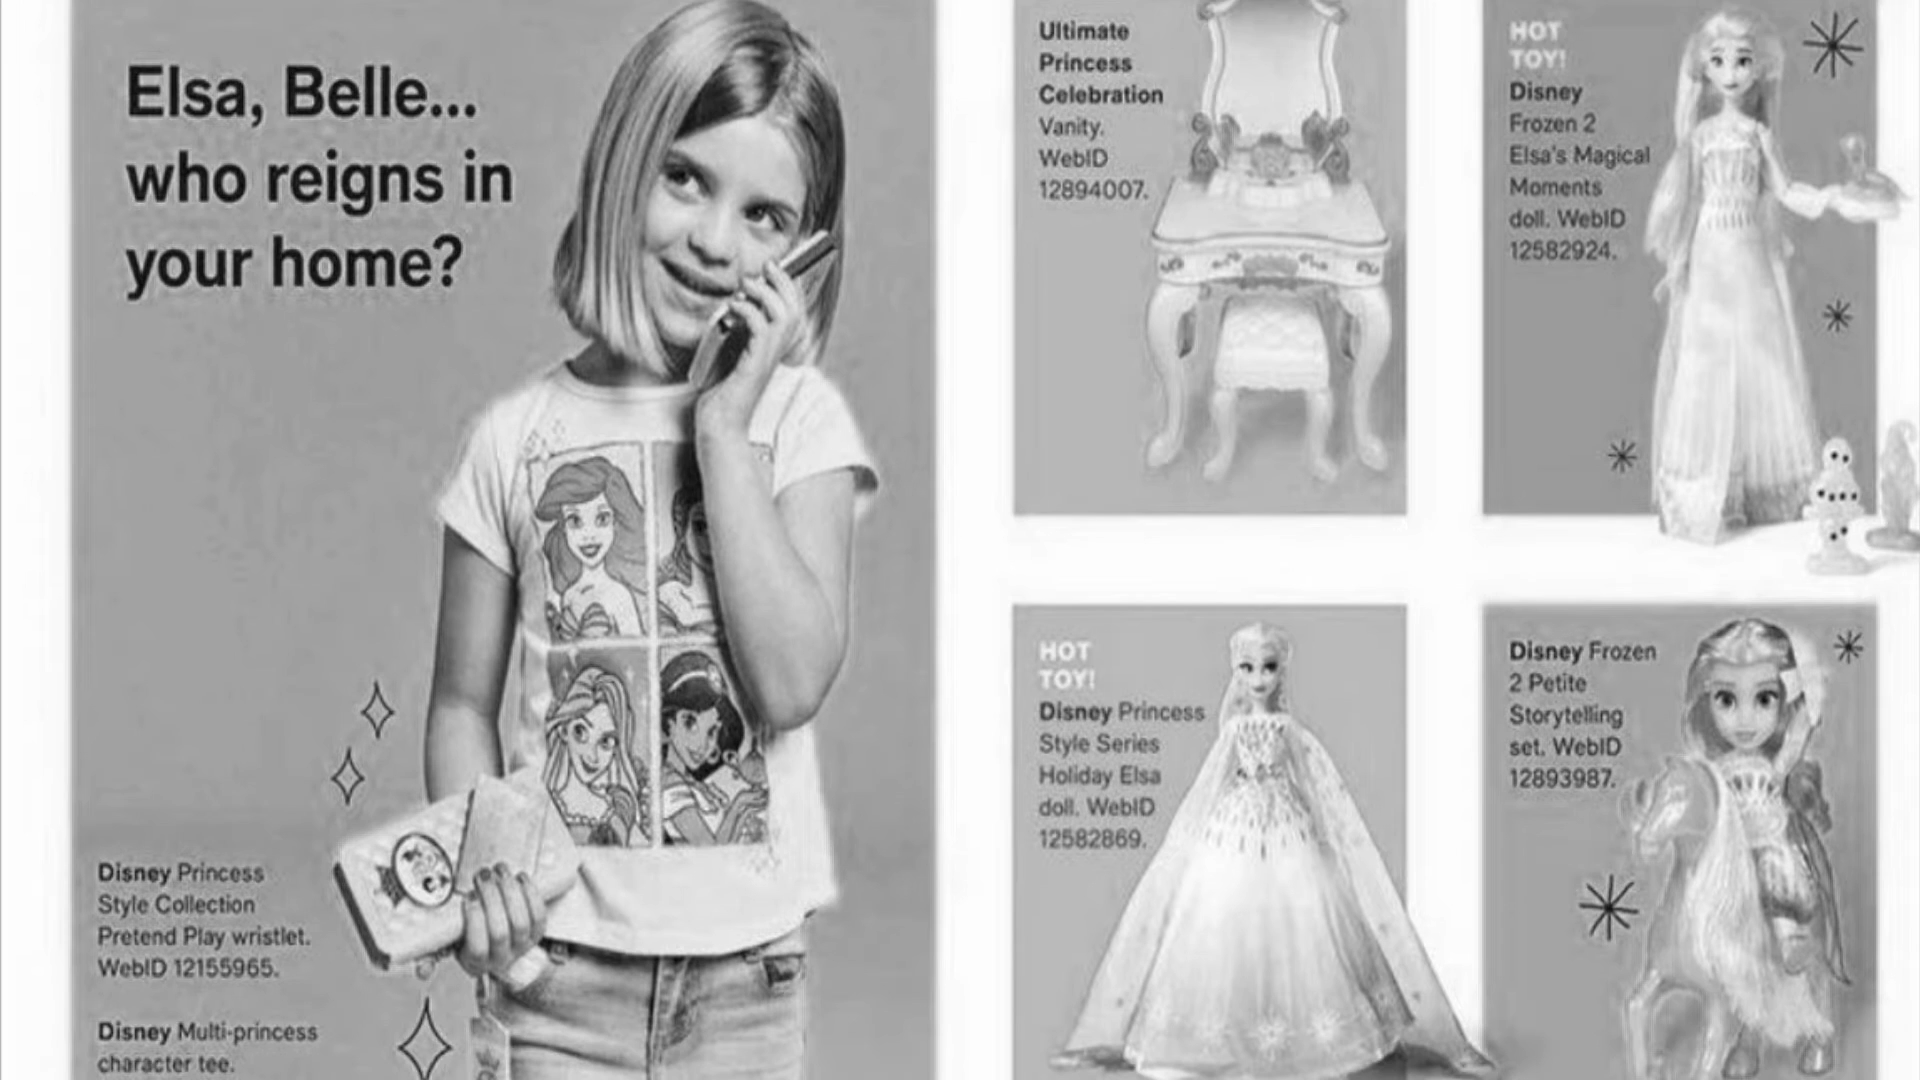 Elsa, Belle...
who reigns in
your home?
Disney Princess
Style Collection
Pretend Play wristlet.
WebID 12155965.
Disney Multi-princess
character tee.
Ultimate
Princess
Celebration
Vanity.
WebID
12894007.
HOT
TOY!
Disney
Frozen 2
Elsa's Magical
Moments
doll. WebID
12582924.
HOT
TOY!
Disney Princess
Style Series
Holiday Elsa
doll. WebID
12582869.
Disney Frozen
2 Petite
Storytelling
set. WebID
12893987.